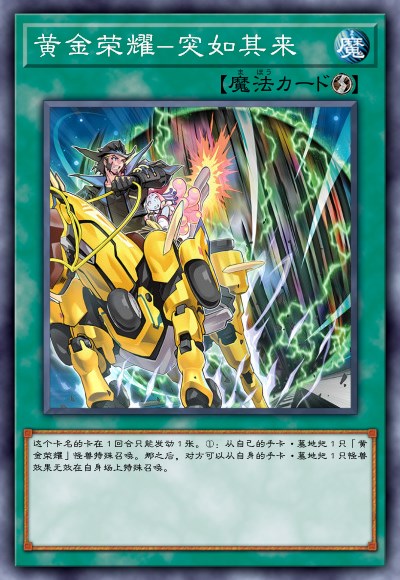 黄金荣耀-突如其来
魔
【魔法カード】
まほう
这个卡名的卡在1回合只能发动1张。①：从自己的手卡·墓地把1只「黄
金荣耀」怪兽特殊召唤。那之后，对方可以从自身的手卡·墓地把1只怪兽
效果无效在自身场上特殊召唤。